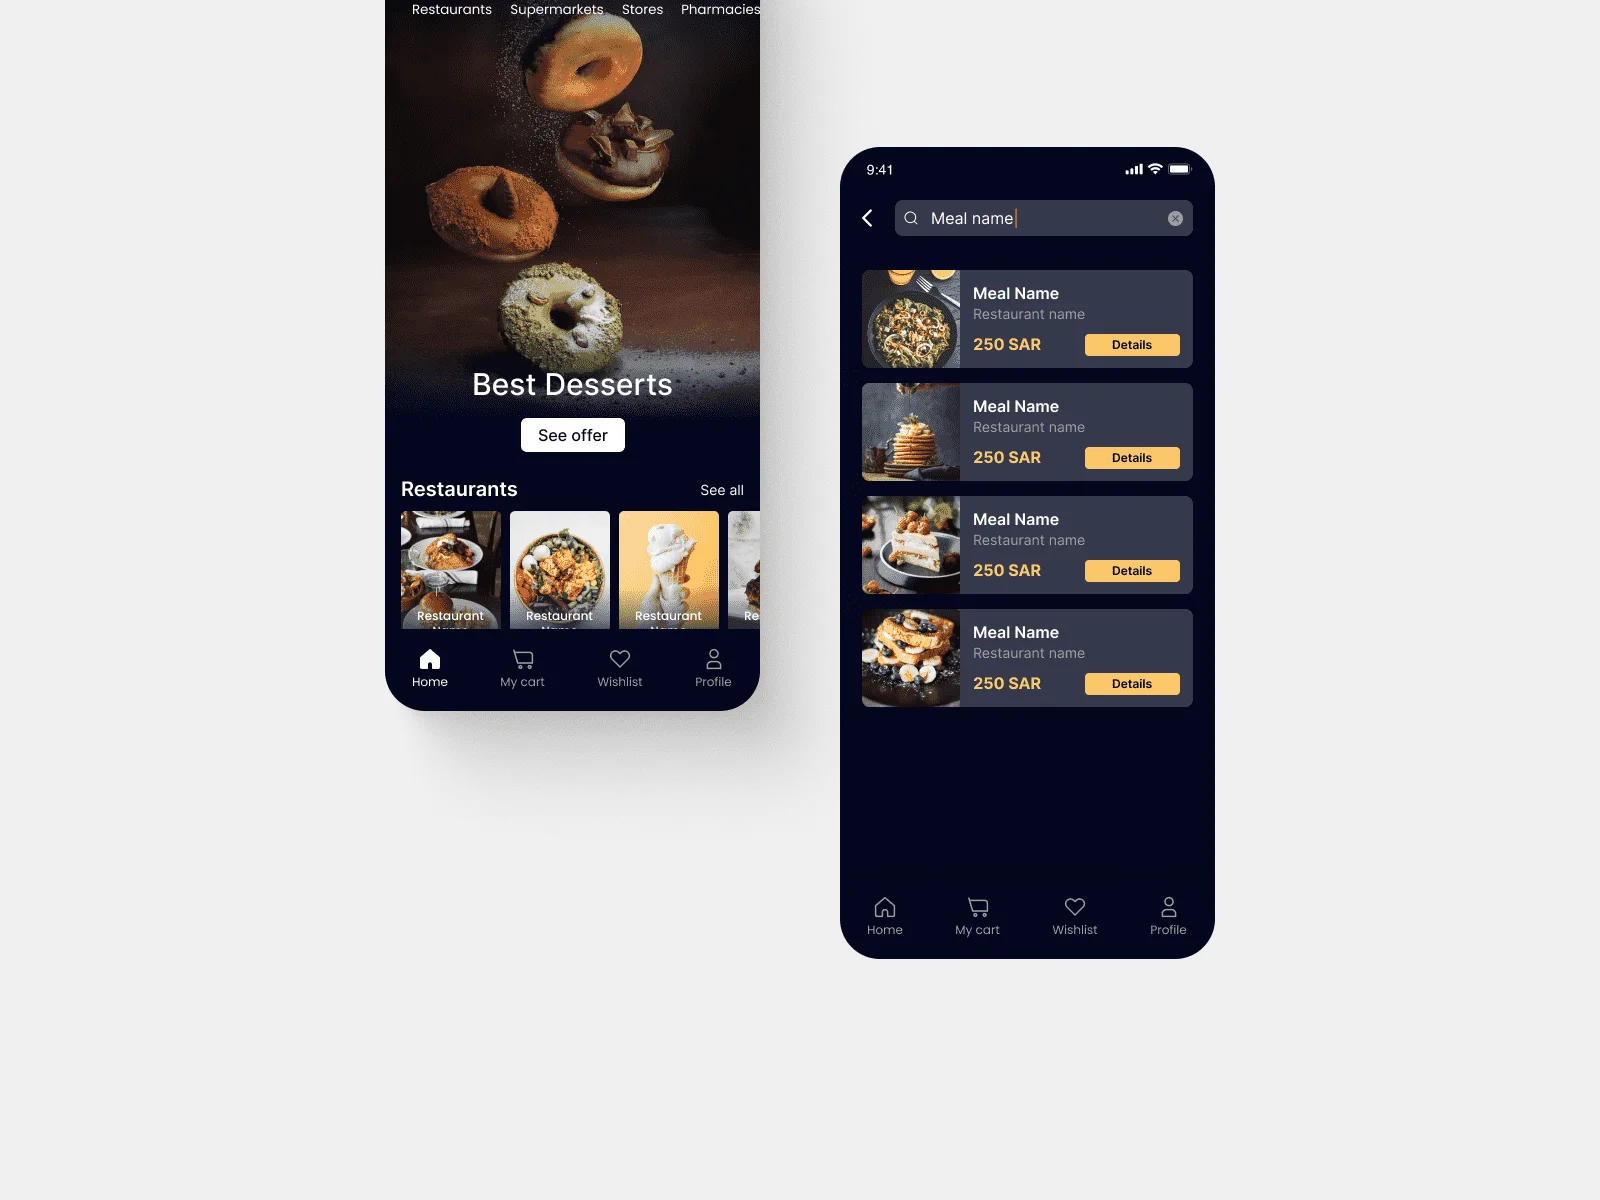 Restaurants Supermarkets Stores Pharmacies
Best Desserts
See offer
Restaurants
See all
Restaurant
Name
Restaurant
Name
Restaurant
Name
Re
Home
My cart
Wishlist
Profile
9:41
Meal name
Meal Name
Restaurant name
250 SAR
Details
Meal Name
Restaurant name
250 SAR
Details
Meal Name
Restaurant name
250 SAR
Details
Meal Name
Restaurant name
250 SAR
Details
Home
My cart
Wishlist
Profile